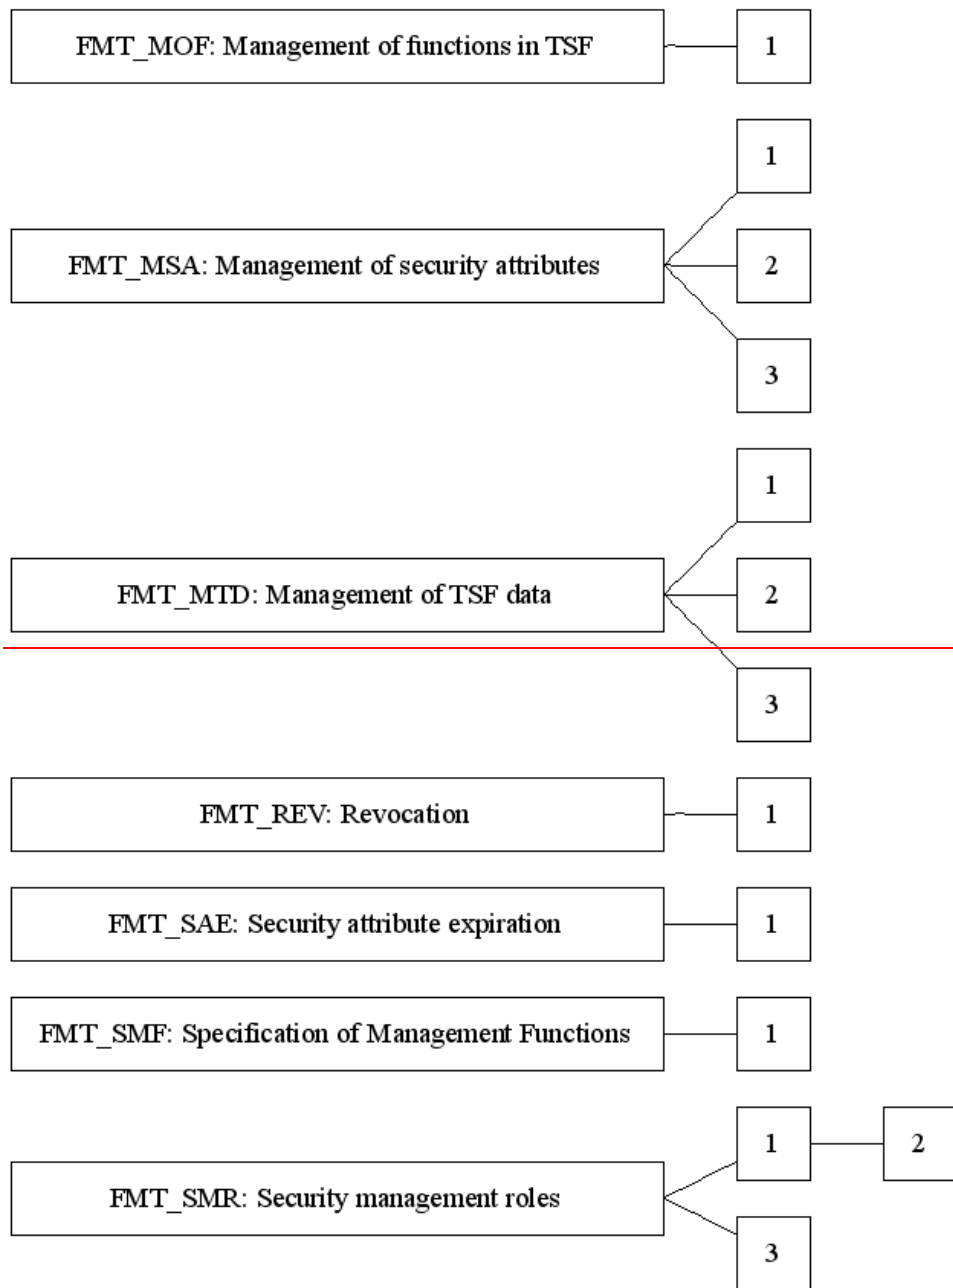 FMT_MOF: Management of functions in TSF 1
1
FMT_MSA: Management of security attributes 2
3
1
FMT_MTD: Management of TSF data 2
3
FMT_REV: Revocation 1
FMT_SAE: Security attribute expiration 1
FMT_SMF: Specification of Management Functions 1
1 2
FMT_SMR: Security management roles
3